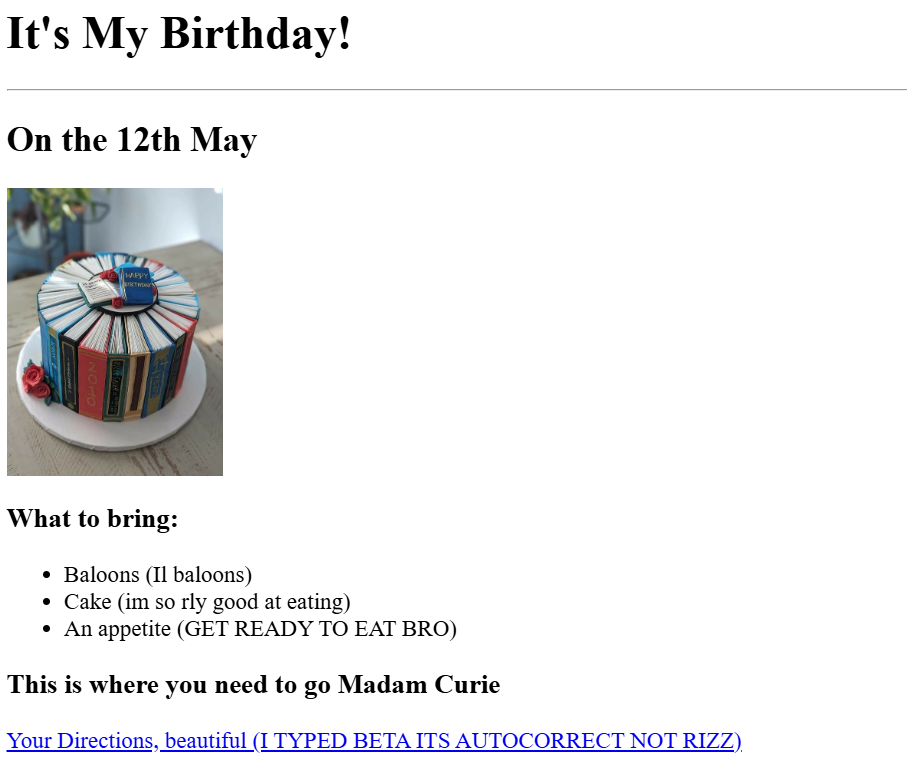 It's My Birthday!
On the 12th May
HAPPY
BIRTHDAY
What to bring:
Baloons (Il baloons)
Cake (im so rly good at eating)
An appetite (GET READY TO EAT BRO)
This is where you need to go Madam Curie
Your Directions, beautiful (I TYPED BETA ITS AUTOCORRECT NOT RIZZ)